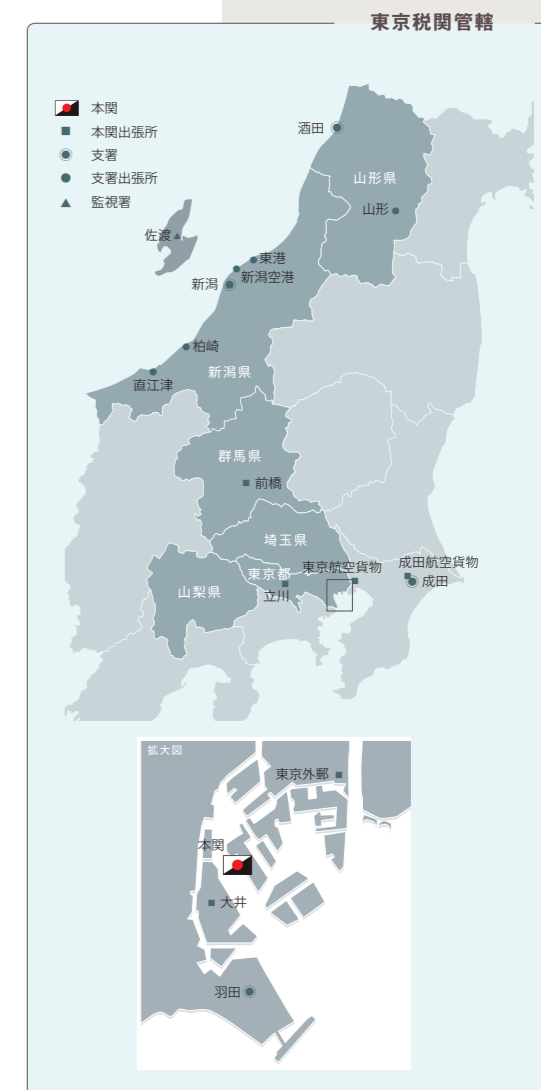 東京税関管轄
本関
本関出張所
支署
支署出張所
監視署
酒田
山形県
山形
佐渡
東港
新潟空港
新潟
柏崎
新潟県
直江津
群馬県
前橋
埼玉県
東京都
東京航空貨物
成田航空貨物
成田
立川
山梨県
拡大図
東京外郵
本関
大井
羽田